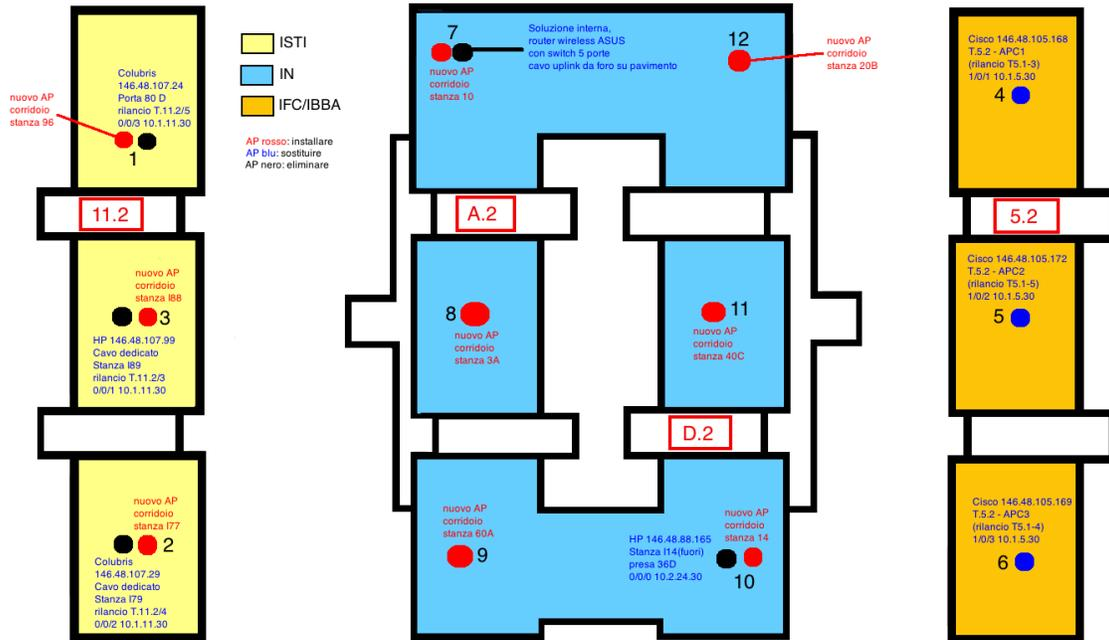 Colubris
146.48.107.24
Porta 80 D
rilancio T.11.2/5
0/0/3 10.1.11.30
nuovo AP
corridoio
stanza 96
1
11.2
nuovo AP
corridoio
stanza I88
3
HP 146.48.107.99
Cavo dedicato
Stanza I89
rilancio T.11.2/3
0/0/1 10.1.11.30
nuovo AP
corridoio
stanza I77
2
Colubris
146.48.107.29
Cavo dedicato
Stanza I79
rilancio T.11.2/4
0/0/2 10.1.11.30
ISTI
IN
IFC/IBBA
AP rosso: installare
AP blu: sostituire
AP nero: eliminare
7
nuovo AP
corridoio
stanza 10
Soluzione interna,
router wireless ASUS
con switch 5 porte
cavo uplink da foro su pavimento
12
nuovo AP
corridoio
stanza 20B
A.2
8
nuovo AP
corridoio
stanza 3A
11
nuovo AP
corridoio
stanza 40C
D.2
nuovo AP
corridoio
stanza 60A
9
nuovo AP
corridoio
stanza 14
HP 146.48.88.165
Stanza I14(fuori)
presa 36D
0/0/0 10.2.24.30
10
Cisco 146.48.105.168
T.5.2 - APC1
(rilancio T5.1-3)
1/0/1 10.1.5.30
4
5.2
Cisco 146.48.105.172
T.5.2 - APC2
(rilancio T5.1-5)
1/0/2 10.1.5.30
5
Cisco 146.48.105.169
T.5.2 - APC3
(rilancio T5.1-4)
1/0/3 10.1.5.30
6